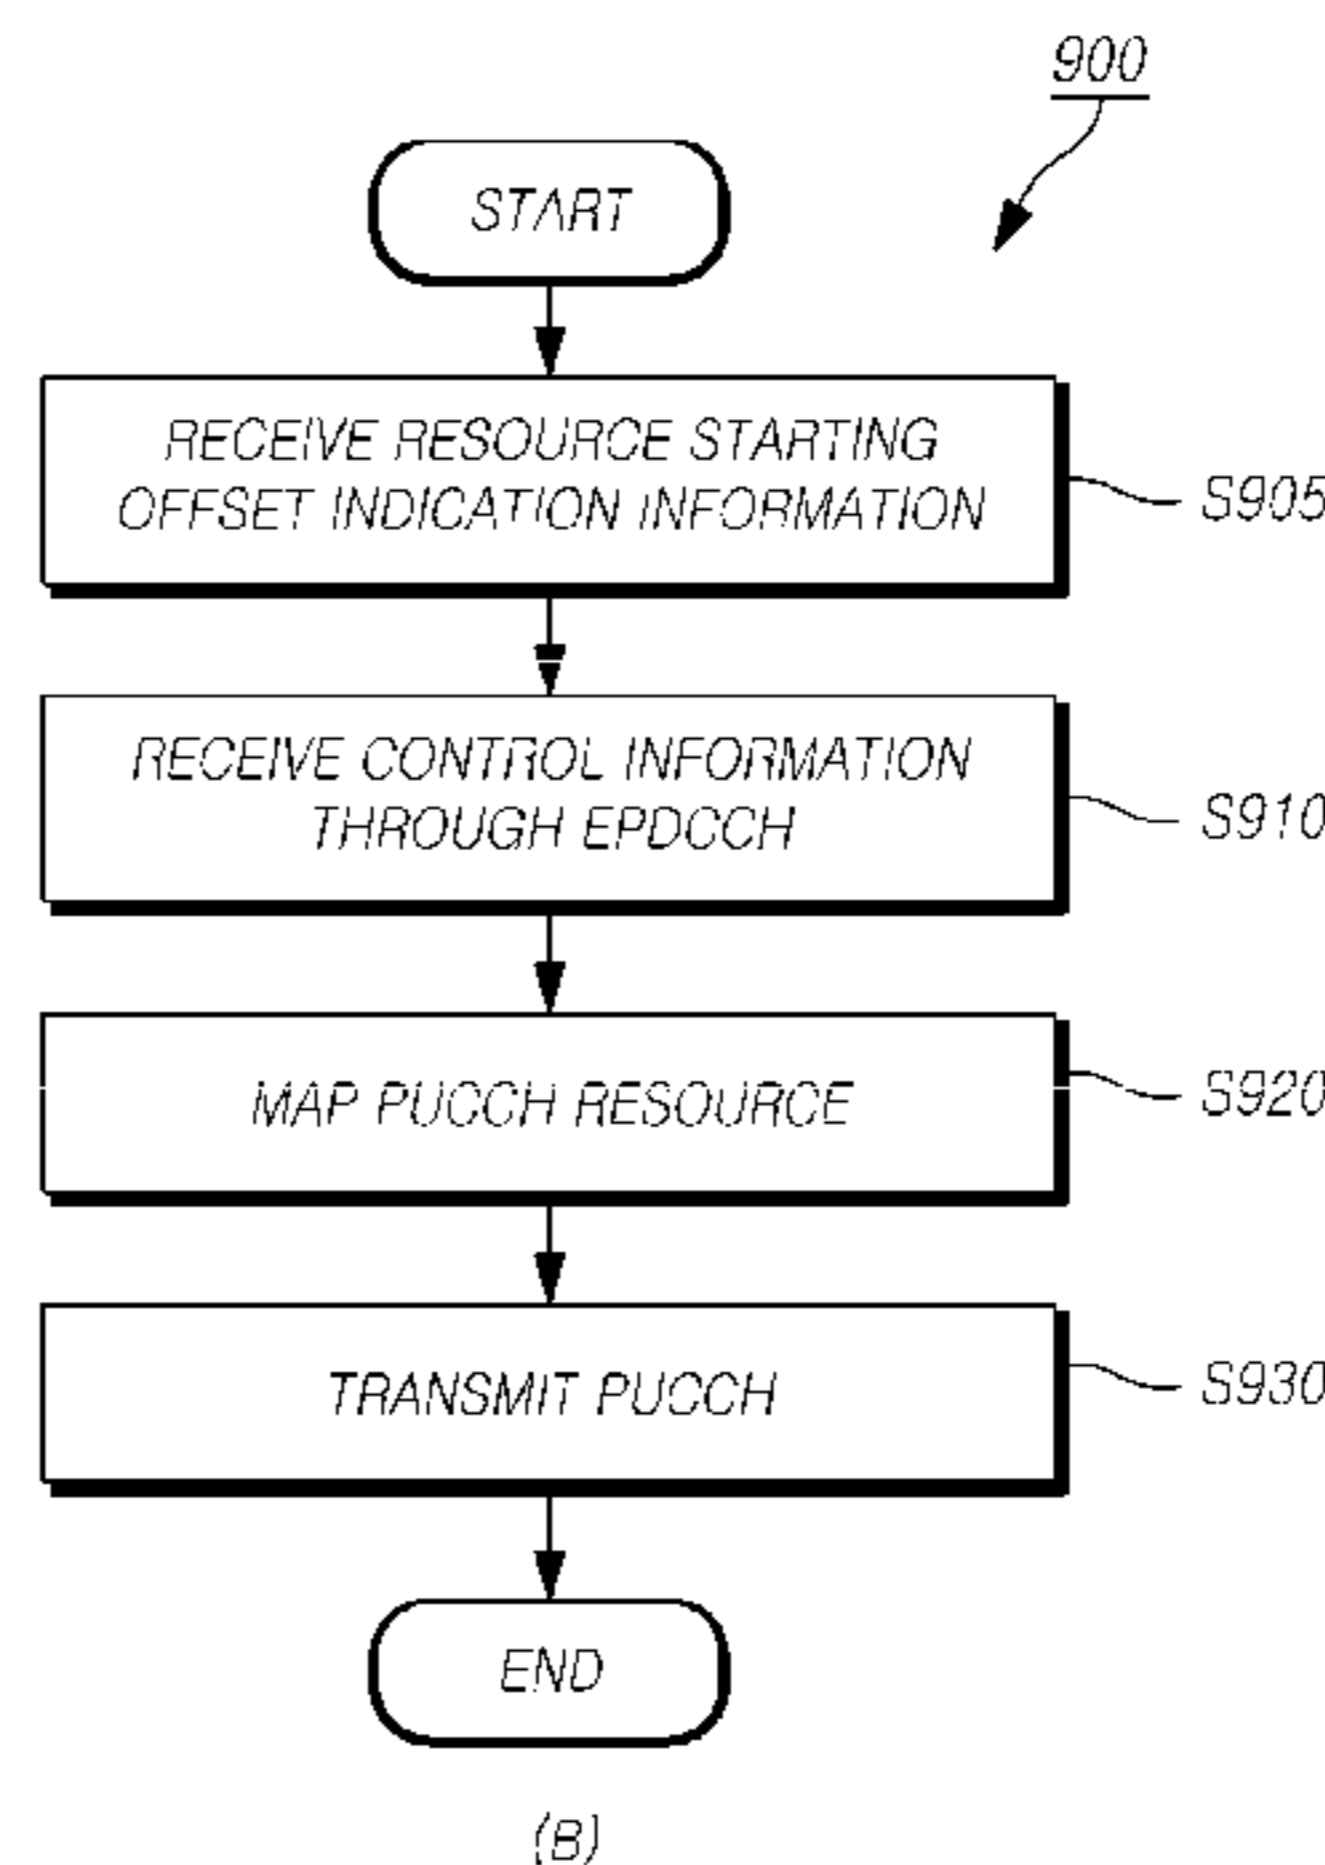 900
START
RECEIVE RESOURCE STARTING
OFFSET INDICATION INFORMATION
S905
RECEIVE CONTROL INFORMATION
THROUGH EPDCCH
S910
MAP PUCCH RESOURCE
S920
TRANSMIT PUCCH
S930
END
(B)